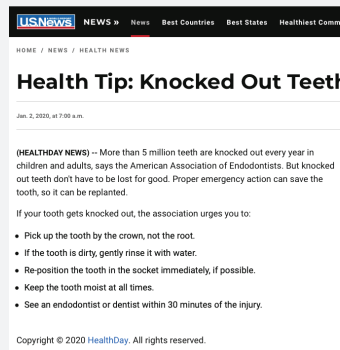 U.S.News
NEWS »
News Best Countries Best States Healthiest Comm
HOME / NEWS / HEALTH NEWS
Health Tip: Knocked Out Teeth
Jan. 2, 2020, at 7:00 a.m.
(HEALTHDAY NEWS) -- More than 5 million teeth are knocked out every year in
children and adults, says the American Association of Endodontists. But knocked
out teeth don't have to be lost for good. Proper emergency action can save the
tooth, so it can be replanted.
If your tooth gets knocked out, the association urges you to:
• Pick up the tooth by the crown, not the root.
• If the tooth is dirty, gently rinse it with water.
• Re-position the tooth in the socket immediately, if possible.
• Keep the tooth moist at all times.
• See an endodontist or dentist within 30 minutes of the injury.
Copyright © 2020 HealthDay. All rights reserved.